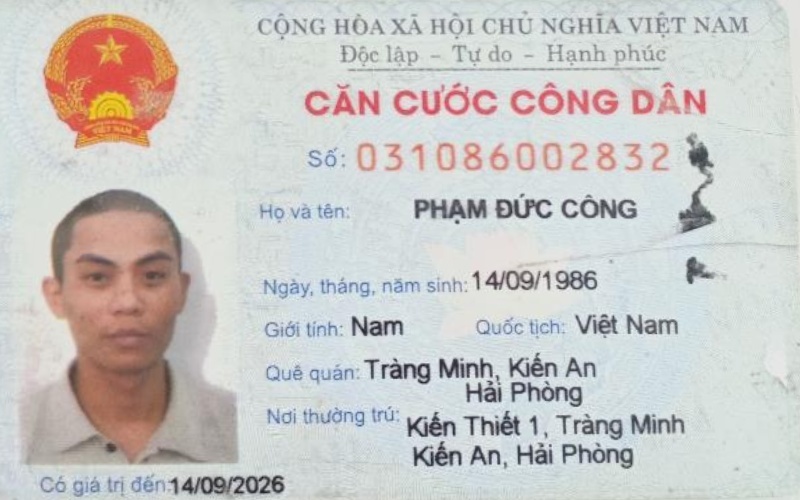 CỘNG HÒA XÃ HỘI CHỦ NGHĨA VIỆT NAM
Độc lập - Tự do - Hạnh phúc
CĂN CƯỚC CÔNG DÂN
Số: 031086002832
Họ và tên: PHẠM ĐỨC CÔNG
Ngày, tháng, năm sinh: 14/09/1986
Giới tính: Nam Quốc tịch: Việt Nam
Quê quán: Tràng Minh, Kiến An
Hải Phòng
Nơi thường trú: Kiến Thiết 1, Tràng Minh
Kiến An, Hải Phòng
Có giá trị đến: 14/09/2026
VIỆT NAM